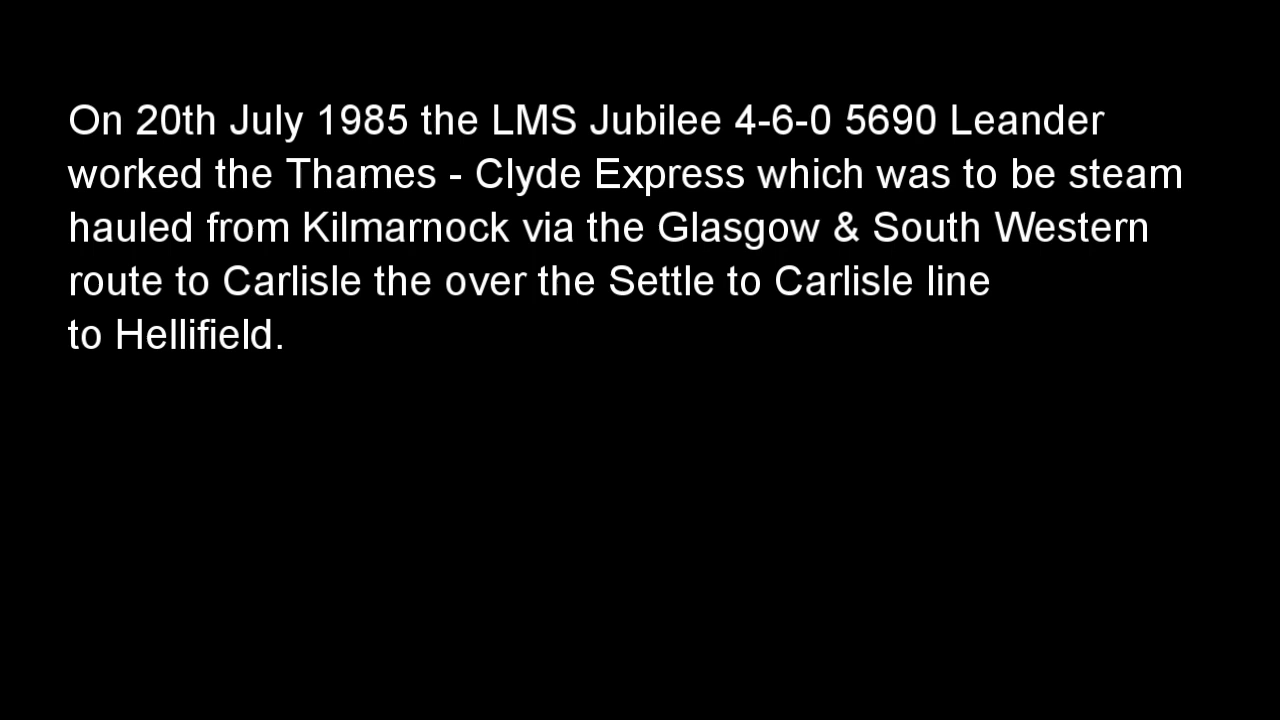 On 20th July 1985 the LMS Jubilee 4-6-0 5690 Leander
worked the Thames - Clyde Express which was to be steam
hauled from Kilmarnock via the Glasgow & South Western
route to Carlisle the over the Settle to Carlisle line
to Hellifield.